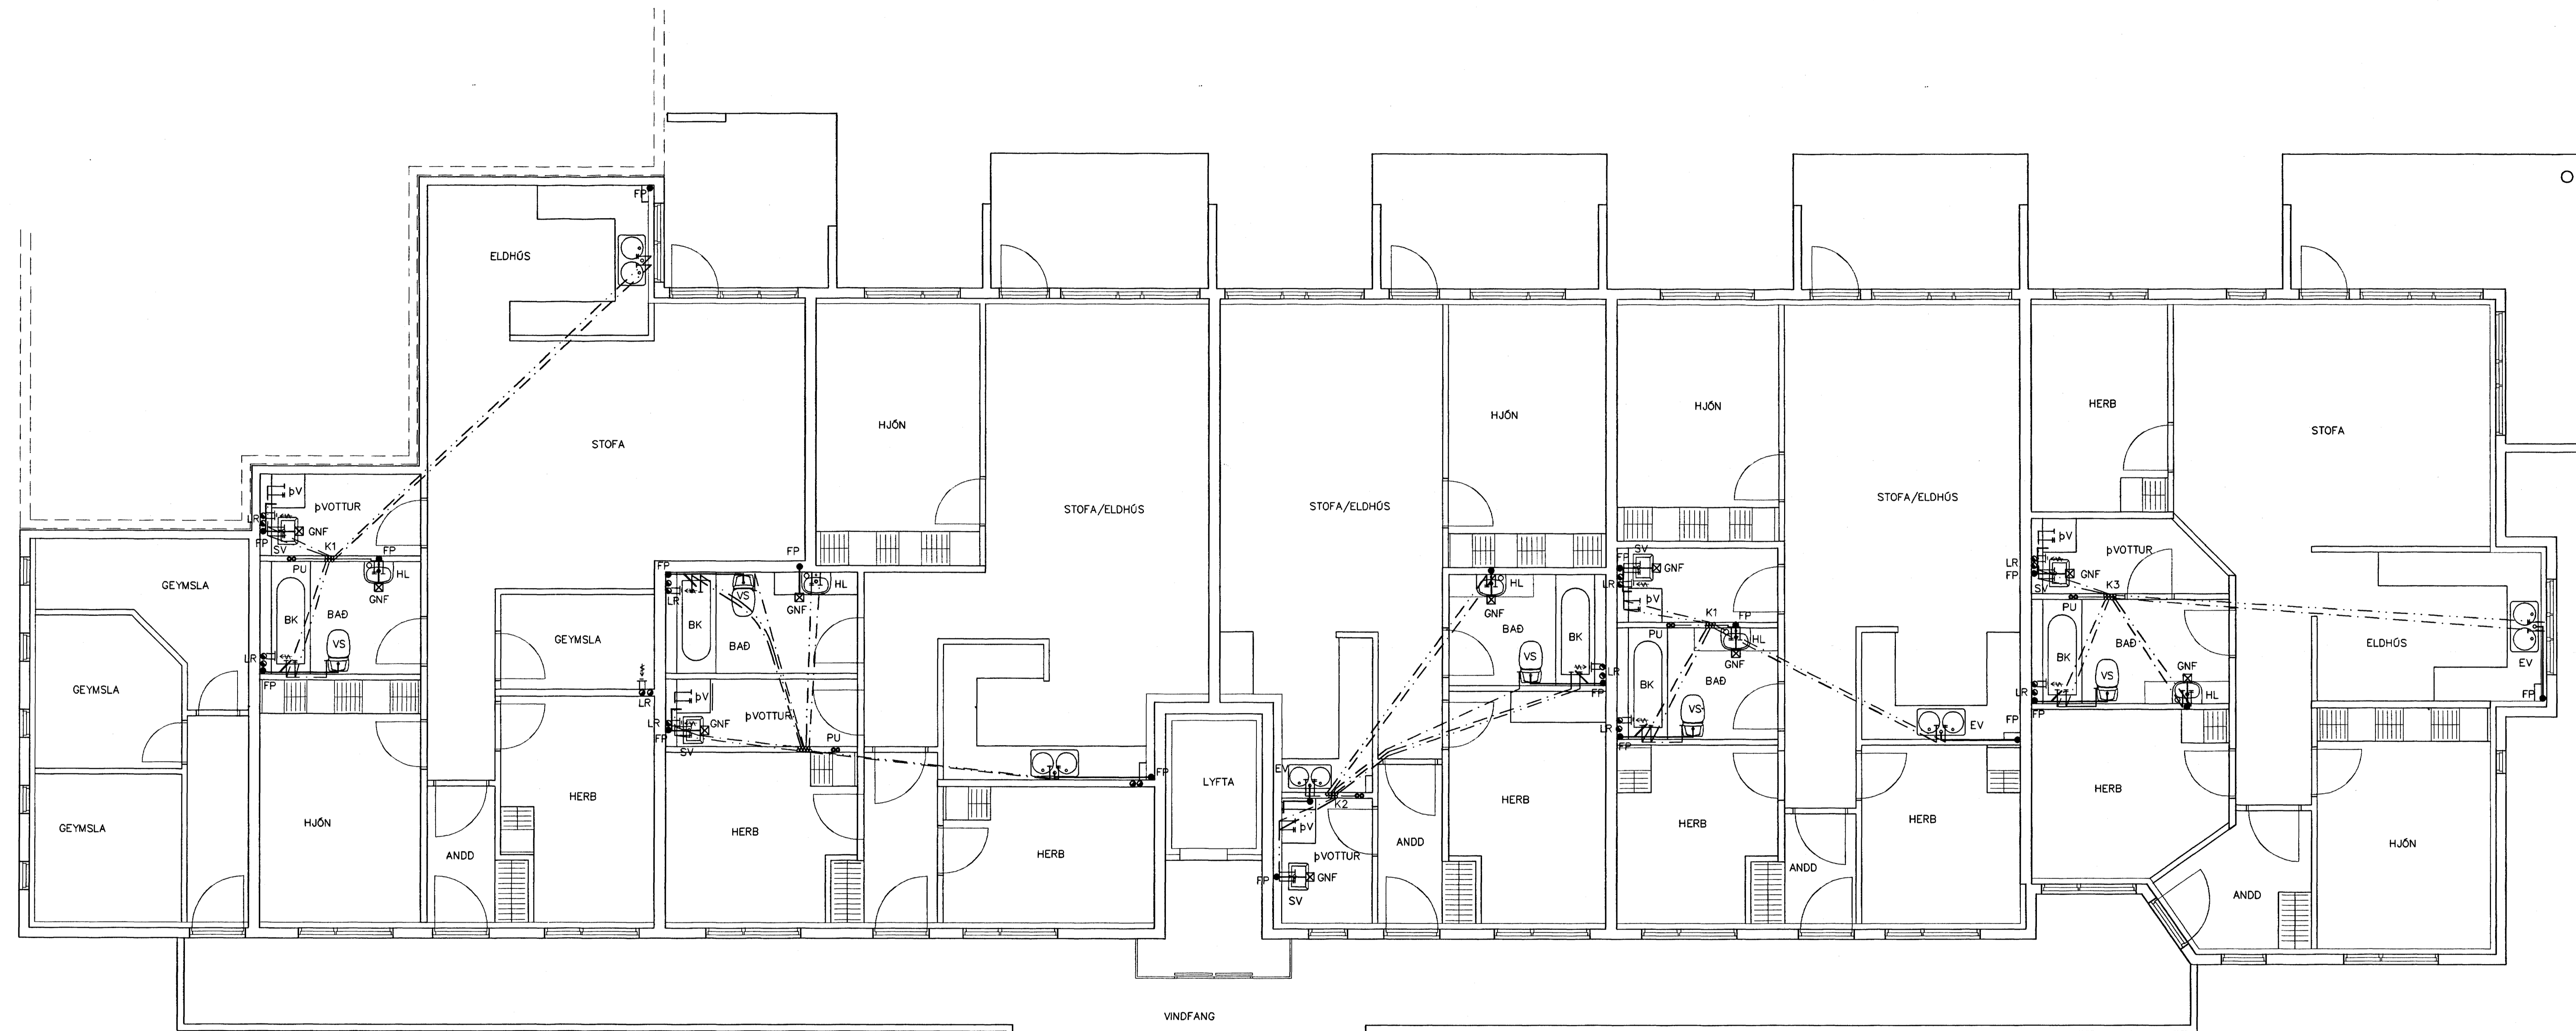 FP
ELDHÚS
STOFA
þV
þVOTTUR
LR
GNF
FP
SV
K1
FP
PU
HL
GNF
BK
BAÐ
VS
LR
FP
GEYMSLA
GEYMSLA
GEYMSLA
HJÓN
ANDD
GEYMSLA
LR
HERB
HJÓN
STOFA/ELDHÚS
FP
FP
LR
VS
HL
GNF
BK
BAÐ
þV
þVOTTUR
LR
GNF
FP
SV
PU
FP
HERB
HERB
LYFTA
STOFA/ELDHÚS
HJÓN
HL
GNF
BAÐ
BK
VS
LR
FP
EV
K2
þV
þVOTTUR
FP
GNF
SV
ANDD
HERB
HJÓN
STOFA/ELDHÚS
SV
FP
GNF
LR
þV
K1
FP
PU
HL
GNF
BK
BAÐ
VS
LR
FP
EV
FP
HERB
ANDD
HERB
HERB
STOFA
þV
þVOTTUR
LR
FP
GNF
SV
K3
PU
BAÐ
BK
VS
GNF
HL
LR
FP
ELDHÚS
EV
FP
HERB
ANDD
HJÓN
VINDFANG